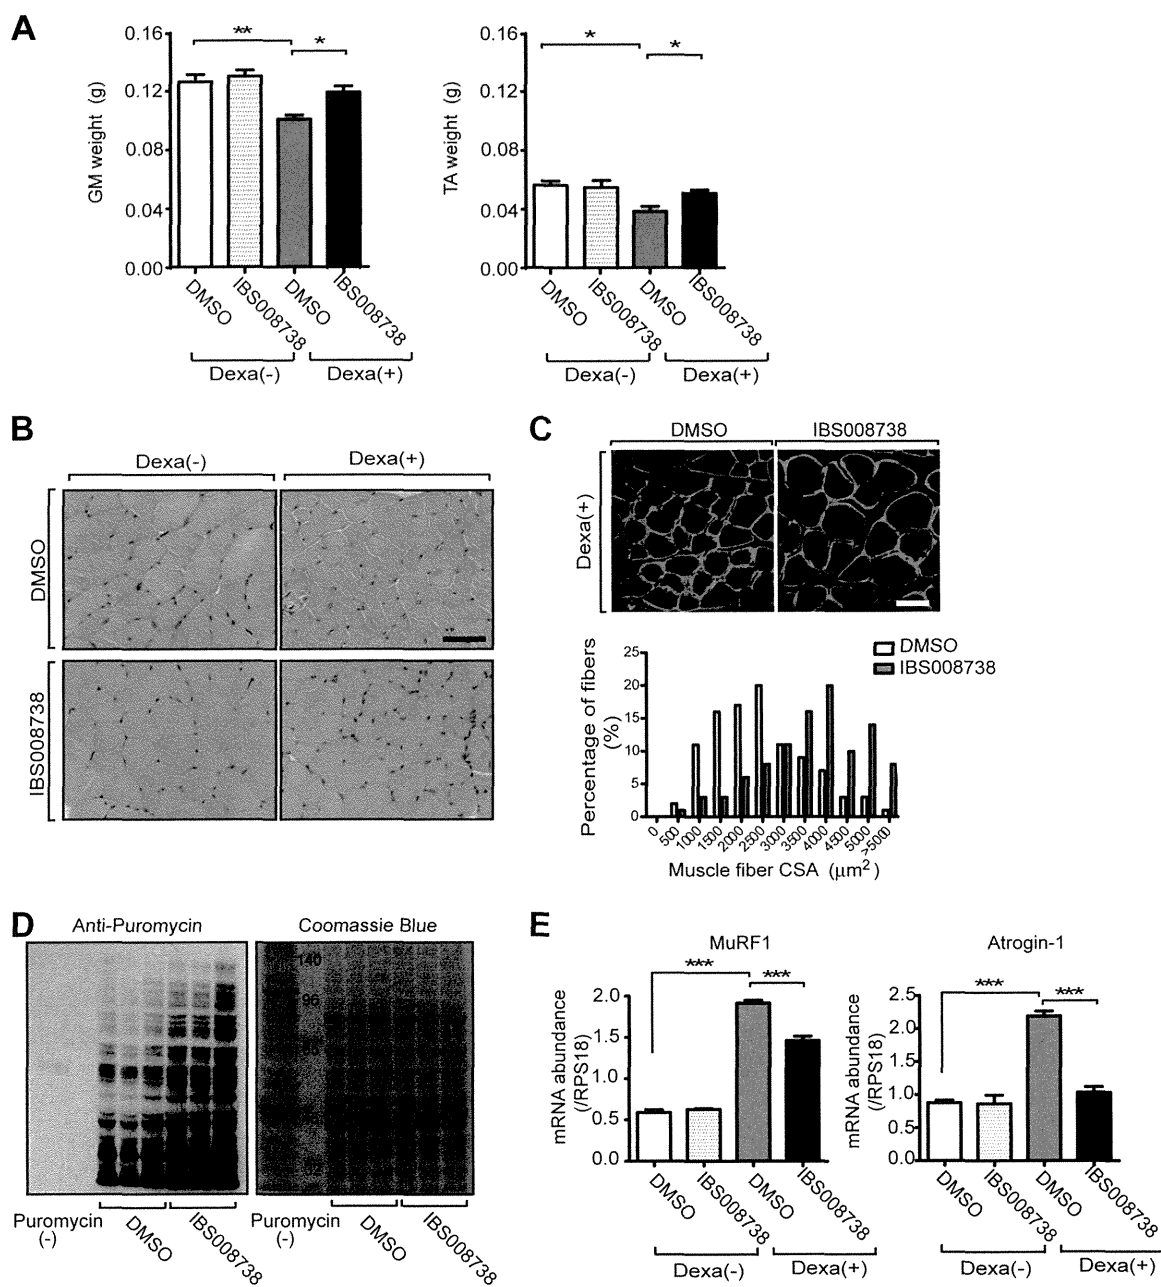 A
GM weight (g)
0.16
0.12
0.08
0.04
0.00
** *
DMSO
IBS008738
DMSO
IBS008738
Dexa(-) Dexa(+)
TA weight (g)
0.16
0.12
0.08
0.04
0.00
* *
DMSO
IBS008738
DMSO
IBS008738
Dexa(-) Dexa(+)
B
Dexa(-) Dexa(+)
DMSO
IBS008738
C
DMSO IBS008738
Dexa(+)
DMSO
IBS008738
Percentage of fibers
(%)
25
20
15
10
5
0
0 500 1000 1500 2000 2500 3000 3500 4000 4500 5000 >5000
Muscle fiber CSA (μm²)
D
Anti-Puromycin Coomassie Blue
140
96
Puromycin
(-)
DMSO
IBS008738
Puromycin
(-)
DMSO
IBS008738
E
MuRF1
mRNA abundance
(/RPS18)
2.0
1.5
1.0
0.5
0.0
*** ***
DMSO
IBS008738
DMSO
IBS008738
Dexa(-) Dexa(+)
Atrogin-1
mRNA abundance
(/RPS18)
2.5
2.0
1.5
1.0
0.5
0.0
*** ***
DMSO
IBS008738
DMSO
IBS008738
Dexa(-) Dexa(+)